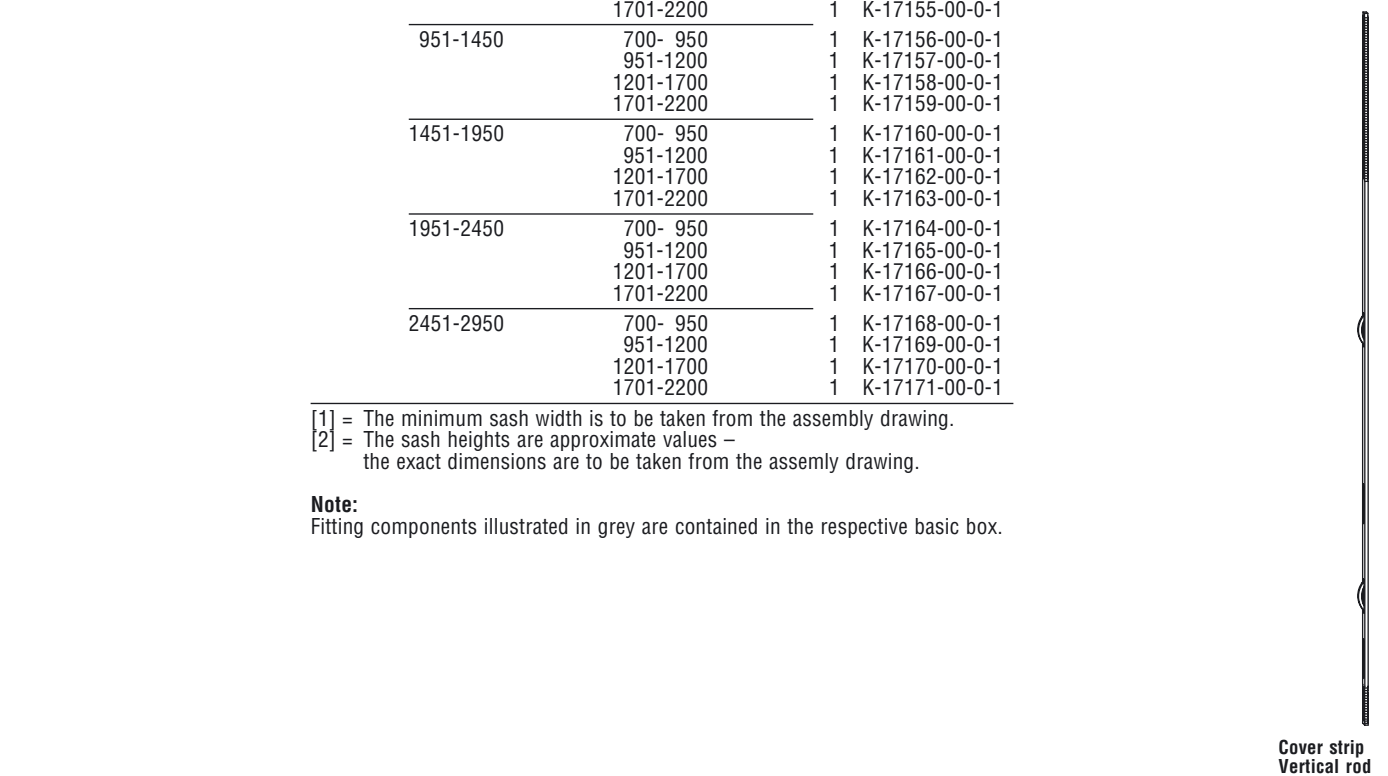 1701-2200 1 K-17155-00-0-1
951-1450 700- 950 1 K-17156-00-0-1
951-1200 1 K-17157-00-0-1
1201-1700 1 K-17158-00-0-1
1701-2200 1 K-17159-00-0-1
1451-1950 700- 950 1 K-17160-00-0-1
951-1200 1 K-17161-00-0-1
1201-1700 1 K-17162-00-0-1
1701-2200 1 K-17163-00-0-1
1951-2450 700- 950 1 K-17164-00-0-1
951-1200 1 K-17165-00-0-1
1201-1700 1 K-17166-00-0-1
1701-2200 1 K-17167-00-0-1
2451-2950 700- 950 1 K-17168-00-0-1
951-1200 1 K-17169-00-0-1
1201-1700 1 K-17170-00-0-1
1701-2200 1 K-17171-00-0-1
[1] = The minimum sash width is to be taken from the assembly drawing.
[2] = The sash heights are approximate values –
the exact dimensions are to be taken from the assemly drawing.
Note:
Fitting components illustrated in grey are contained in the respective basic box.
Cover strip
Vertical rod